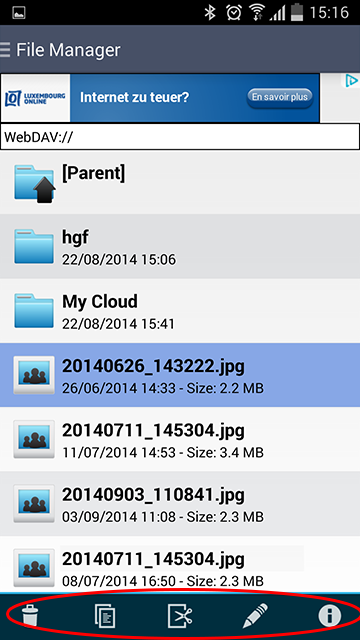 15:16
File Manager
LUXEMBOURG
ONLINE
Internet zu teuer?
En savoir plus
WebDAV://
[Parent]
hgf
22/08/2014 15:06
My Cloud
22/08/2014 15:41
20140626_143222.jpg
26/06/2014 14:33 - Size: 2.2 MB
20140711_145304.jpg
11/07/2014 14:53 - Size: 3.4 MB
20140903_110841.jpg
03/09/2014 11:08 - Size: 2.3 MB
20140711_145304.jpg
08/07/2014 16:50 - Size: 2.3 MB